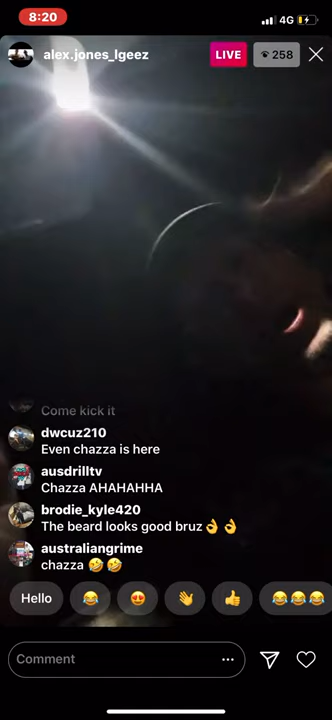 8:20
4G
alex.jones_lgeez
LIVE
258
Come kick it
dwcuz210
Even chazza is here
ausdrilltv
Chazza AHAHAHHA
brodie_kyle420
The beard looks good bruz👌👌
australiangrime
chazza 🤣🤣
Hello
Comment